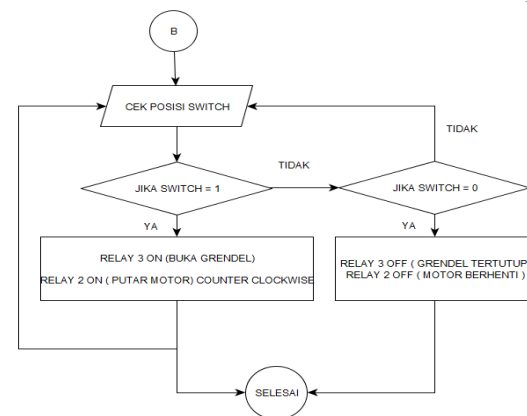 B
CEK POSISI SWITCH
TIDAK
TIDAK
JIKA SWITCH = 1
JIKA SWITCH = 0
YA
YA
RELAY 3 ON (BUKA GRENDEL)
RELAY 2 ON ( PUTAR MOTOR) COUNTER CLOCKWISE
RELAY 3 OFF ( GRENDEL TERTUTUP
RELAY 2 OFF ( MOTOR BERHENTI )
SELESAI